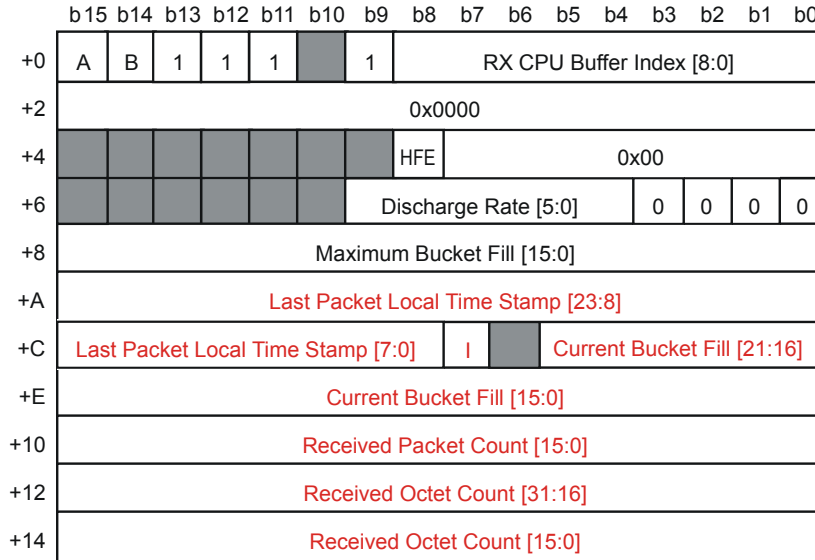 b15 b14 b13 b12 b11 b10 b9 b8 b7 b6 b5 b4 b3 b2 b1 b0
+0 A B 1 1 1 1 RX CPU Buffer Index [8:0]
+2 0x0000
+4 HFE 0x00
+6 Discharge Rate [5:0] 0 0 0 0
+8 Maximum Bucket Fill [15:0]
+A Last Packet Local Time Stamp [23:8]
+C Last Packet Local Time Stamp [7:0] I Current Bucket Fill [21:16]
+E Current Bucket Fill [15:0]
+10 Received Packet Count [15:0]
+12 Received Octet Count [31:16]
+14 Received Octet Count [15:0]